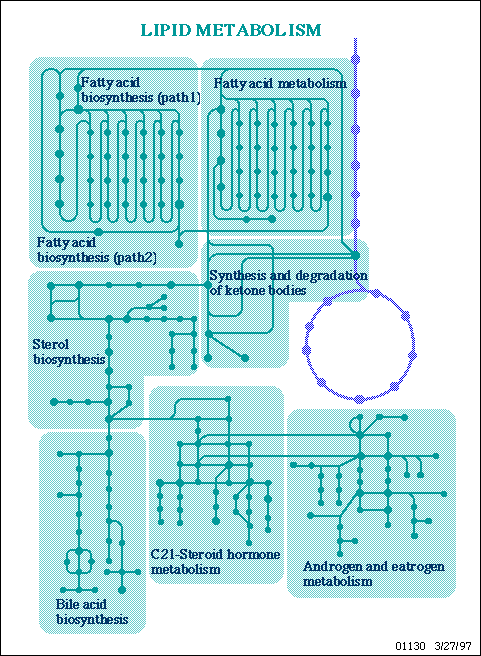 LIPID METABOLISM
Fatty acid
biosynthesis (path1)
Fatty acid metabolism
Fatty acid
biosynthesis (path2)
Synthesis and degradation
of ketone bodies
Sterol
biosynthesis
C21-Steroid hormone
metabolism
Androgen and eatrogen
metabolism
Bile acid
biosynthesis
01130 3/27/97